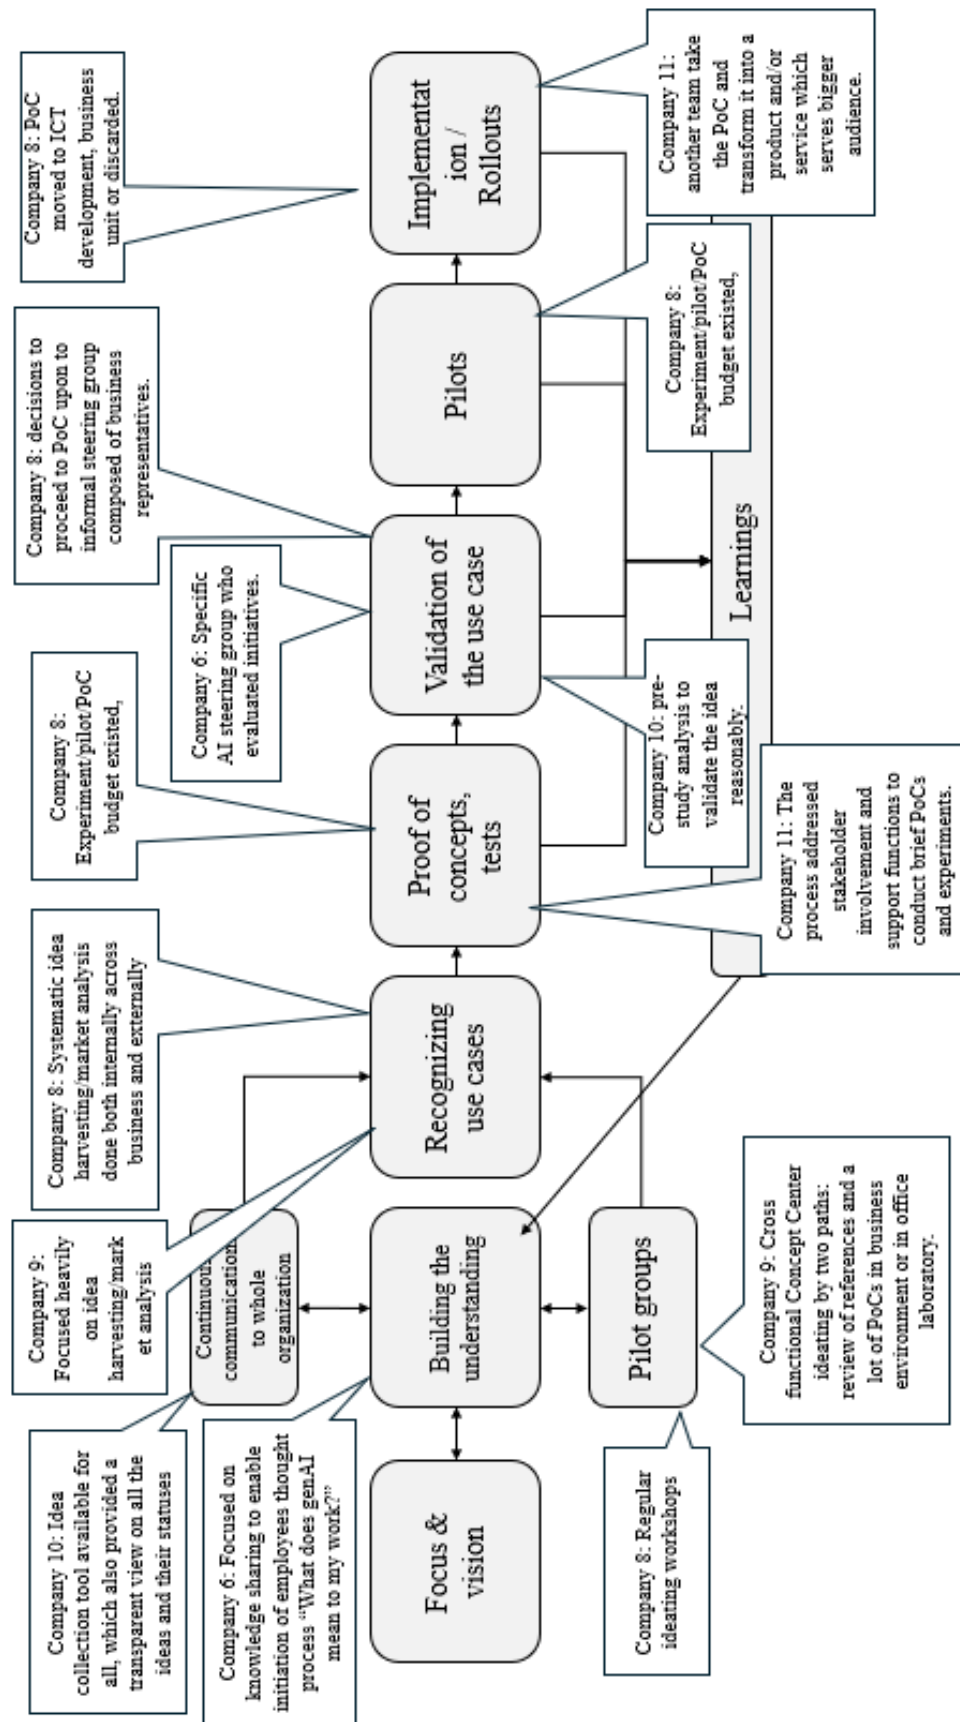 Company 10: Idea
collection tool available for
all, which also provided a
transparent view on all the
ideas and their statuses
Company 9:
Focused heavily
on idea
harvesting/mark
et analysis
Company 8: Systematic idea
harvesting/market analysis
done both internally across
business and externally
Company 8:
Experiment/pilot/PoC
budget existed,
Company 8: decisions to
proceed to PoC upon to
informal steering group
composed of business
representatives.
Company 8: PoC
moved to ICT
development, business
unit or discarded.
Company 6: Focused on
knowledge sharing to enable
initiation of employees thought
process “What does genAI
mean to my work?”
communication
to whole
organization
Company 6: Specific
AI steering group who
evaluated initiatives.
Focus &
vision
Building the
understanding
Recognizing
use cases
Proof of
concepts,
tests
Validation of
the use case
Pilots
Implementat
ion /
Rollouts
Company 8: Regular
ideating workshops
Pilot groups
Company 9: Cross
functional Concept Center
ideating by two paths:
review of references and a
lot of PoCs in business
environment or in office
laboratory.
Company 11: The
process addressed
stakeholder
involvement and
support functions to
conduct brief PoCs
and experiments.
Company 10: pre-
study analysis to
validate the idea
reasonably.
Learnings
Company 8:
Experiment/pilot/PoC
budget existed,
Company 11:
another team take
the PoC and
transform it into a
product and/or
service which
serves bigger
audience.